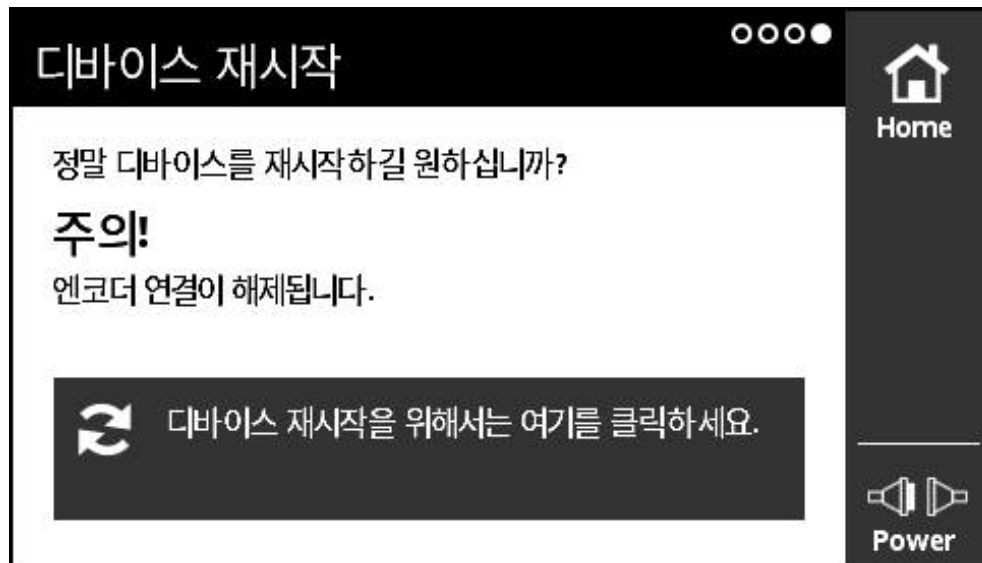 디바이스 재시작
Home
정말 디바이스를 재시작하길 원하십니까?
주의!
엔코더 연결이 해제됩니다.
디바이스 재시작을 위해서는 여기를 클릭하세요.
Power